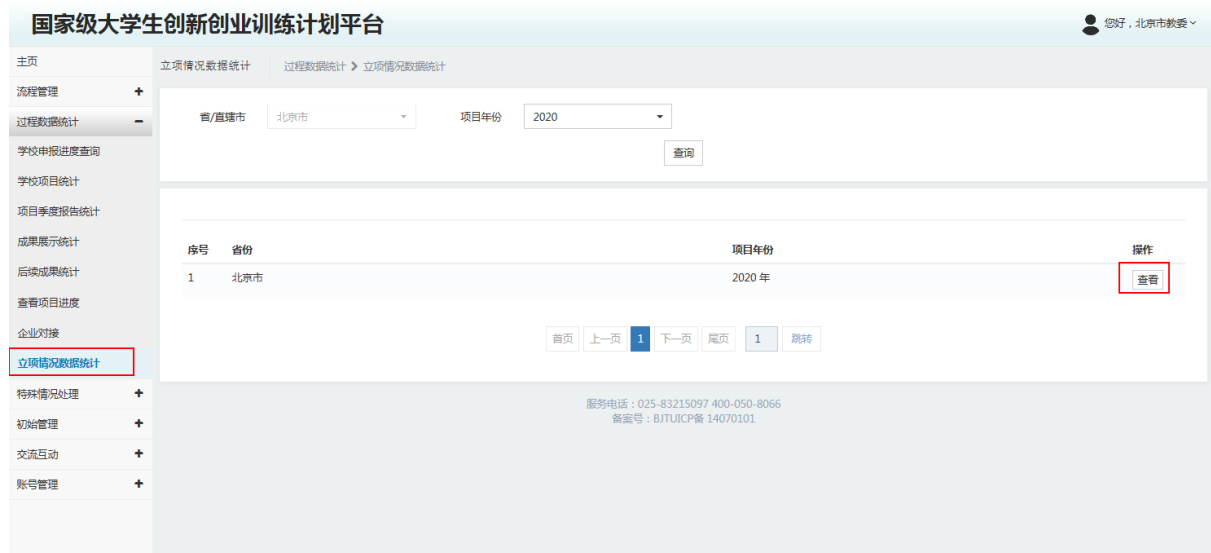 国家级大学生创新创业训练计划平台
您好，北京市教委
主页
流程管理
过程数据统计
学校申报进度查询
学校项目统计
项目季度报告统计
成果展示统计
后续成果统计
查看项目进度
企业对接
立项情况数据统计
特殊情况处理
初始管理
交流互动
账号管理
立项情况数据统计 过程数据统计 立项情况数据统计
省/直辖市 北京市 项目年份 2020
查询
序号 省份 项目年份 操作
1 北京市 2020 年 查看
首页 上一页 1 下一页 尾页 1 跳转
服务电话：025-83215097 400-050-8066
备案号：BJTUICP备 14070101